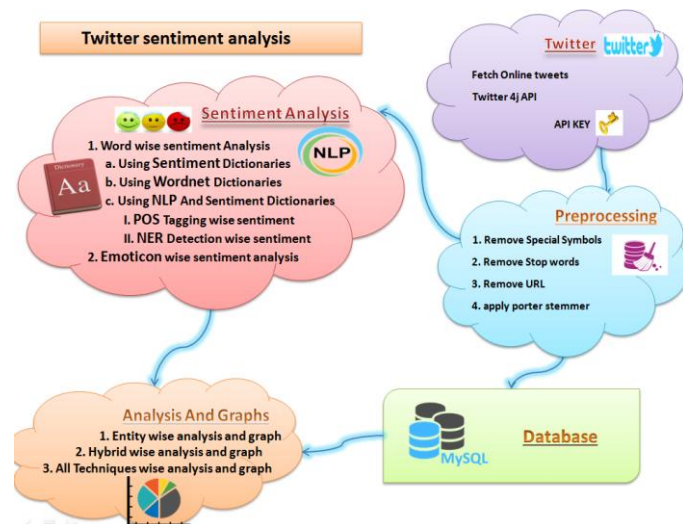 Twitter sentiment analysis
Twitter twitter
Fetch Online tweets
Twitter 4j API
API KEY
Sentiment Analysis
NLP
Dictionary
Aa
1. Word wise sentiment Analysis
a. Using Sentiment Dictionaries
b. Using Wordnet Dictionaries
c. Using NLP And Sentiment Dictionaries
I. POS Tagging wise sentiment
II. NER Detection wise sentiment
2. Emoticon wise sentiment analysis
Preprocessing
1. Remove Special Symbols
2. Remove Stop words
3. Remove URL
4. apply porter stemmer
Analysis And Graphs
1. Entity wise analysis and graph
2. Hybrid wise analysis and graph
3. All Techniques wise analysis and graph
MySQL
Database